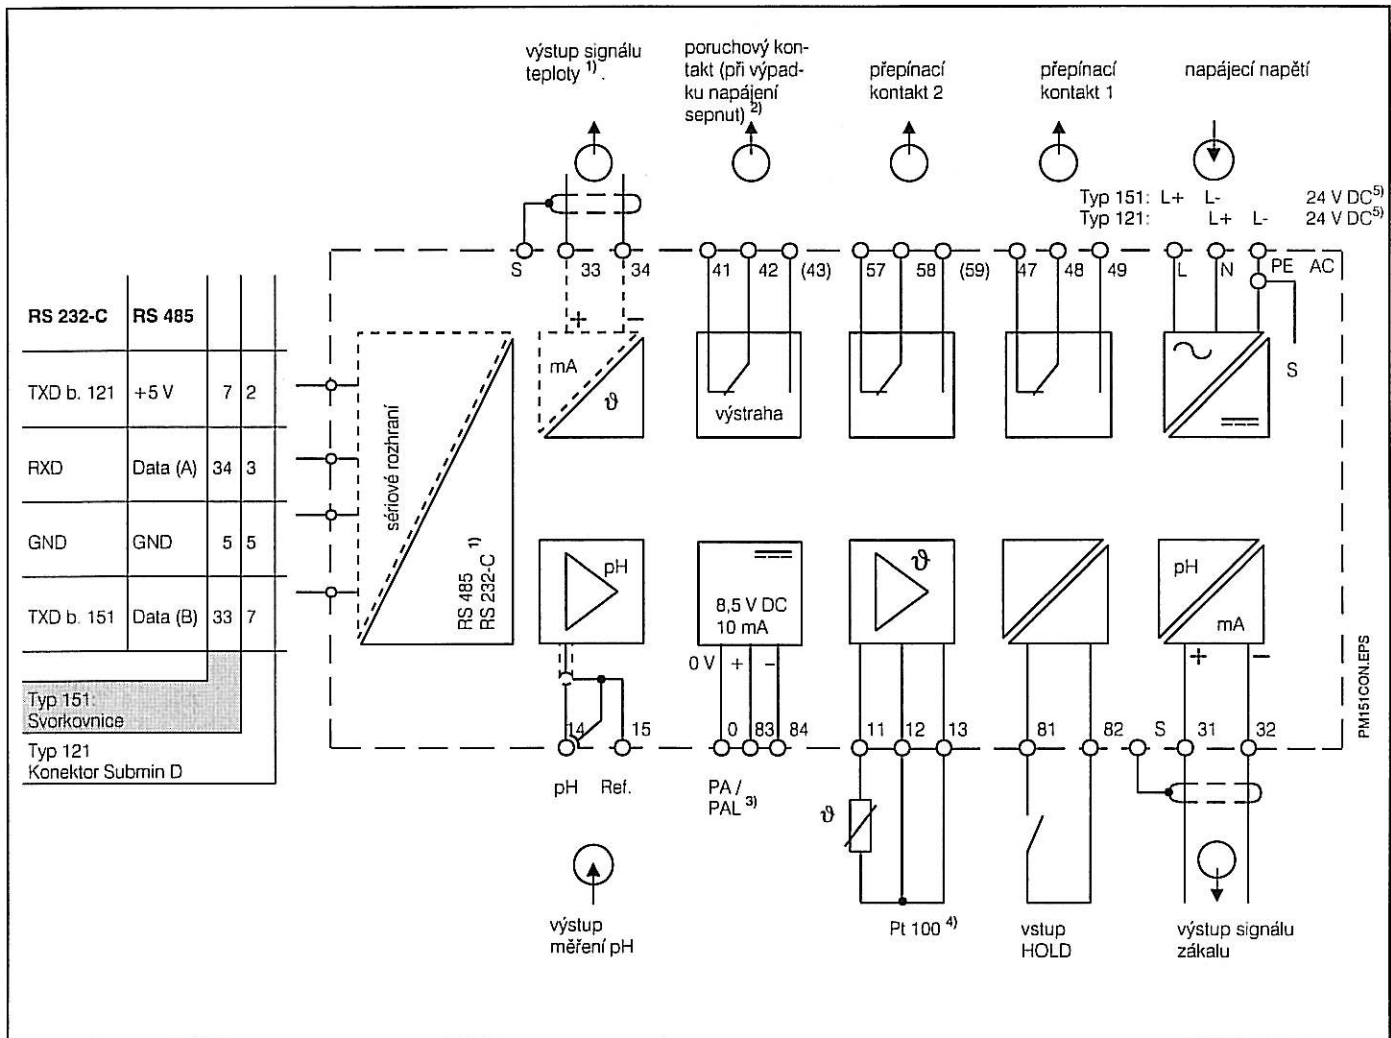 výstup signálu
teploty 1).
poruchový kon-
takt (při výpad-
ku napájení
sepnut) 2)
přepínací
kontakt 2
přepínací
kontakt 1
napájecí napětí
Typ 151: L+ L- 24 V DC5)
Typ 121: L+ L- 24 V DC5)
S 33 34 41 42 (43) 57 58 (59) 47 48 49 L N PE AC
+ −
mA
ϑ
výstraha
S
RS 232-C RS 485
TXD b. 121 +5 V 7 2
RXD Data (A) 34 3
GND GND 5 5
TXD b. 151 Data (B) 33 7
Typ 151:
Svorkovnice
Typ 121
Konektor Submin D
sériové rozhraní
RS 485
RS 232-C 1)
pH
8,5 V DC
10 mA
0 V + −
ϑ
pH
mA
+ −
14 15 0 83 84 11 12 13 81 82 S 31 32
pH Ref.
PA /
PAL 3)
ϑ
výstup
měření pH
Pt 100 4)
vstup
HOLD
výstup signálu
zákalu
PM151CON.EPS